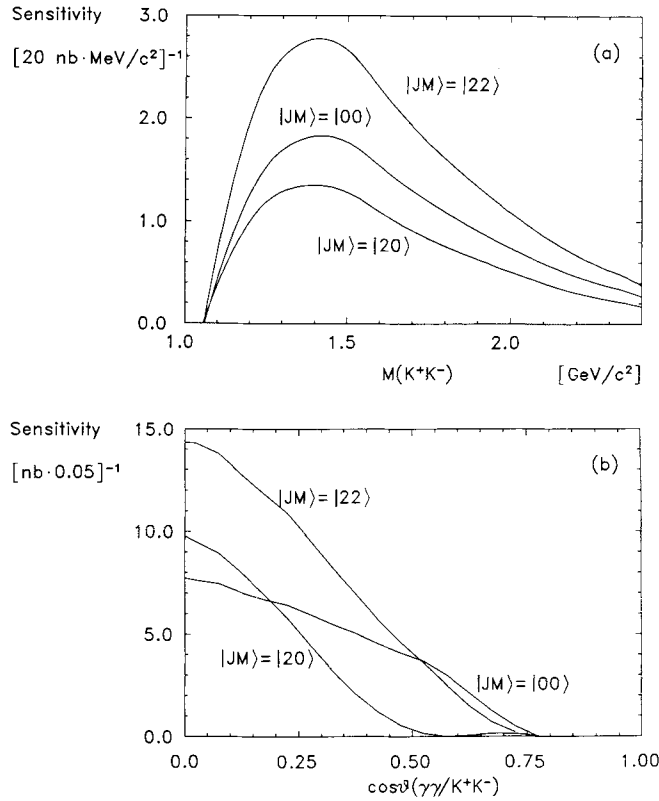 Sensitivity
[20 nb·MeV/c²]⁻¹
3.0
2.0
1.0
0.0
(a)
|JM⟩=|22⟩
|JM⟩=|00⟩
|JM⟩=|20⟩
1.0 1.5 2.0
M(K⁺K⁻) [GeV/c²]
Sensitivity
[nb·0.05]⁻¹
15.0
10.0
5.0
0.0
(b)
|JM⟩=|22⟩
|JM⟩=|20⟩
|JM⟩=|00⟩
0.0 0.25 0.50 0.75 1.00
cosϑ(γγ/K⁺K⁻)